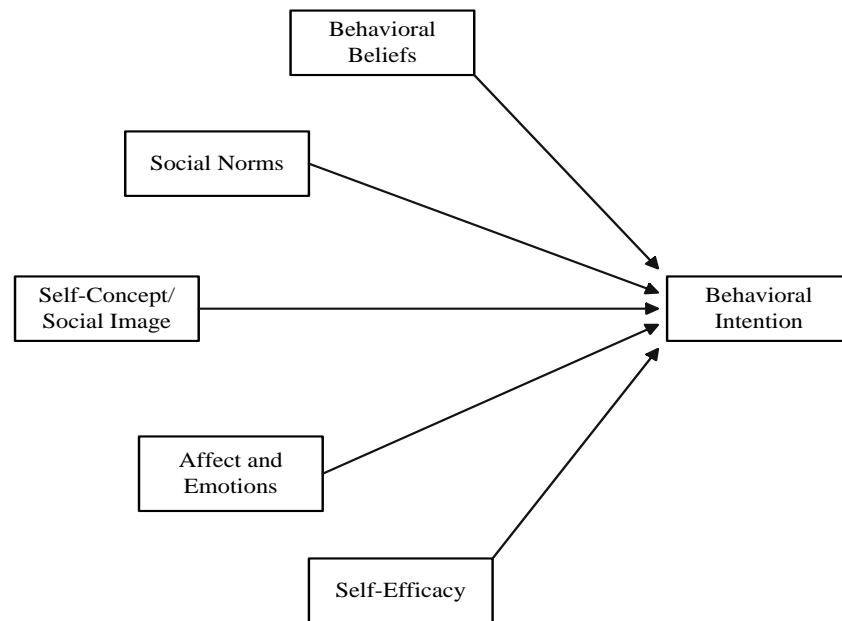 Behavioral
Beliefs
Social Norms
Self-Concept/
Social Image
Behavioral
Intention
Affect and
Emotions
Self-Efficacy